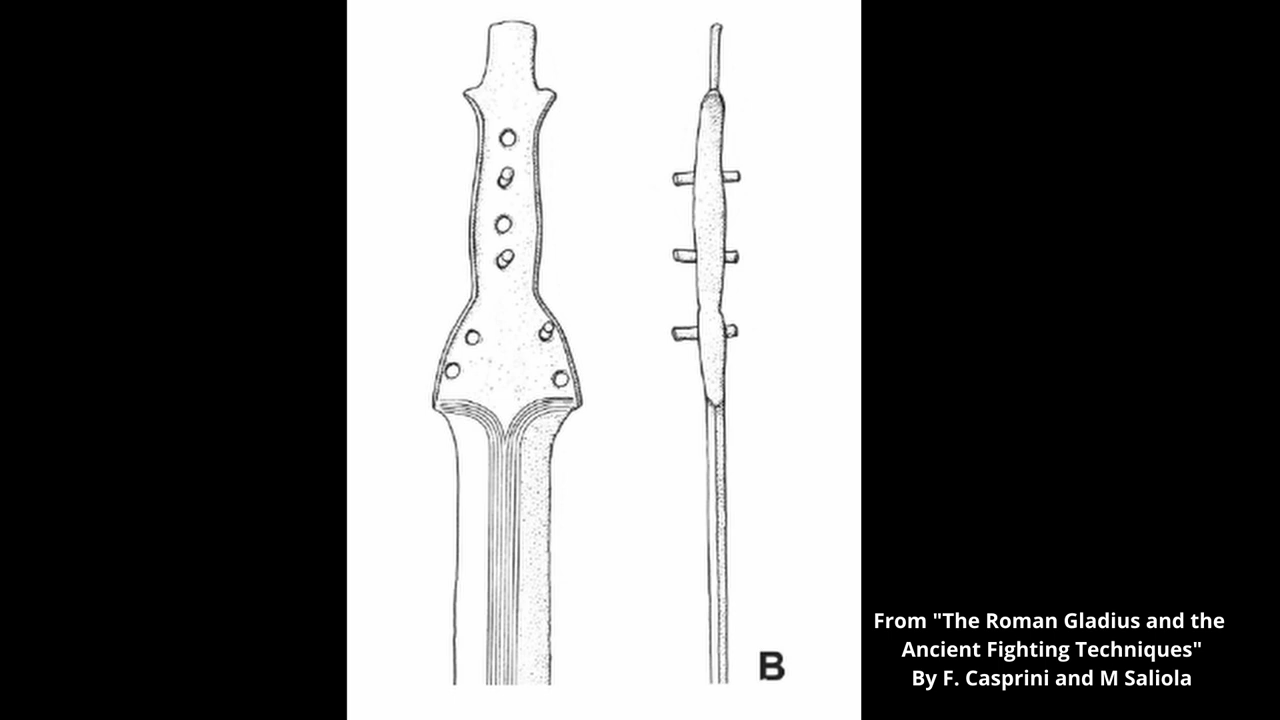 B
From "The Roman Gladius and the
Ancient Fighting Techniques"
By F. Casprini and M Saliola